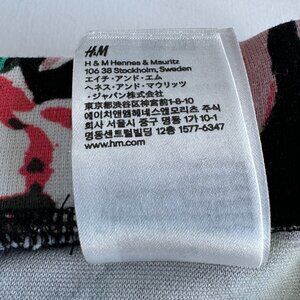 H&M
H & M Hennes & Mauritz
106 38 Stockholm, Sweden
エイチ・アンド・エム
ヘネス・アンド・マウリッツ
・ジャパン株式会社
東京都渋谷区神宮前1-8-10
에이치앤엠헤네스앤모리츠 주식
회사 서울시 중구 명동 1가 10-1
명동센트럴빌딩 12층 1577-6347
www.hm.com